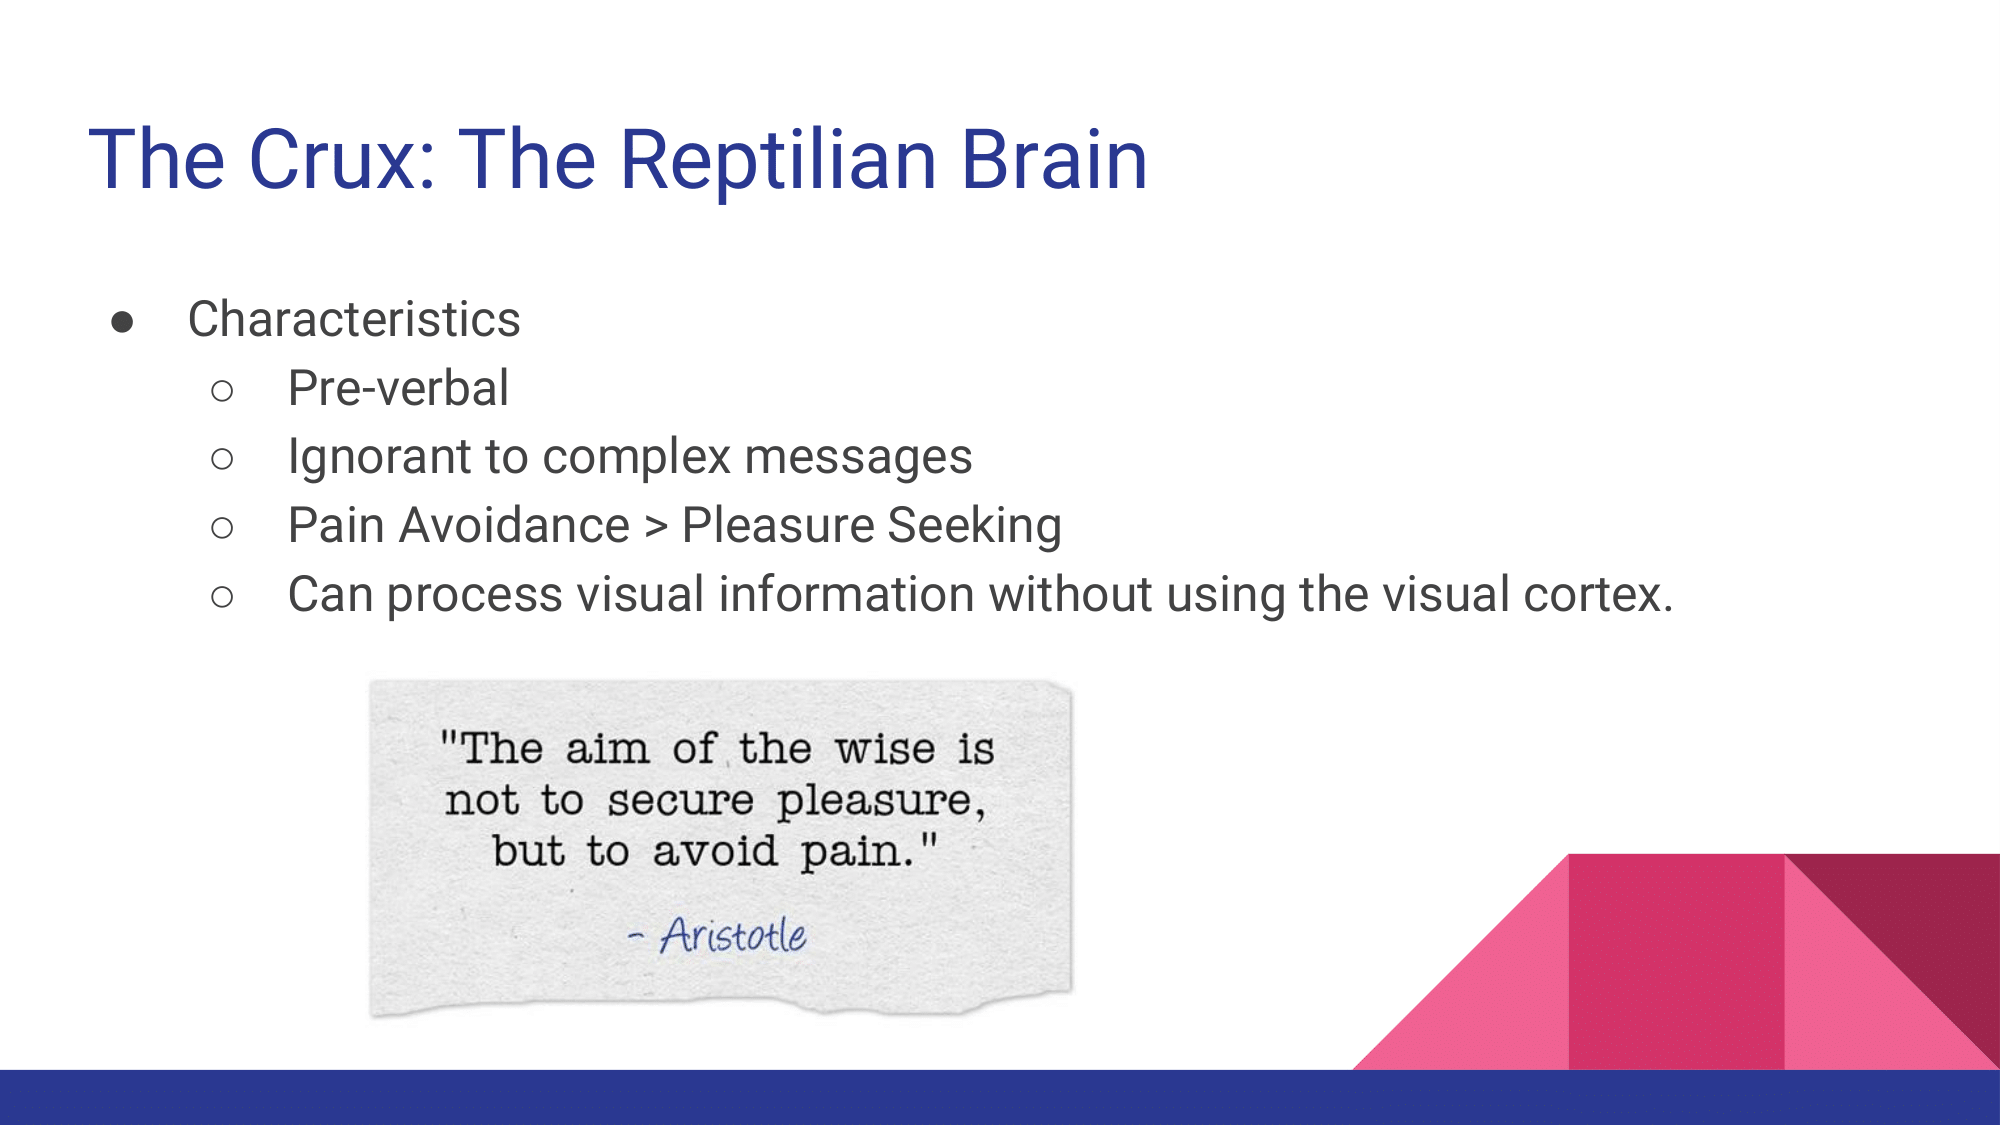 The Crux: The Reptilian Brain
● Characteristics
○ Pre-verbal
○ Ignorant to complex messages
○ Pain Avoidance > Pleasure Seeking
○ Can process visual information without using the visual cortex.
"The aim of the wise is
not to secure pleasure,
but to avoid pain."
- Aristotle